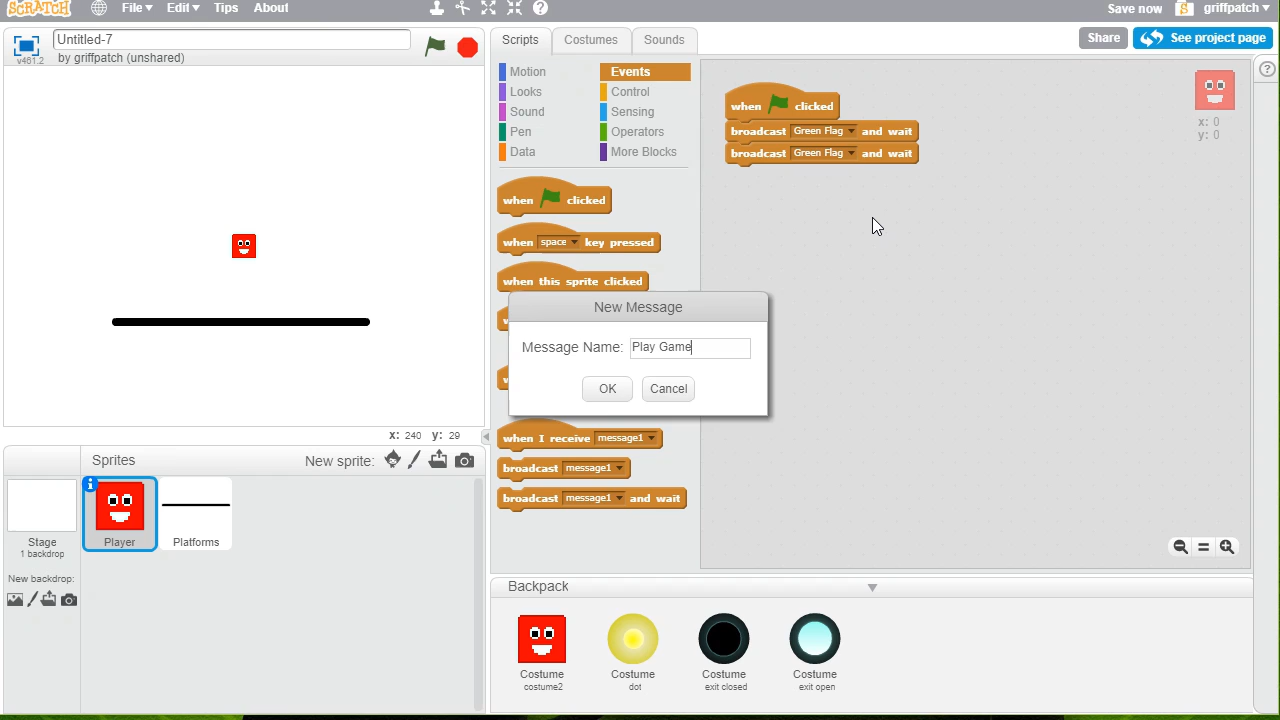 SCRATCH
File Edit Tips About
Save now griffpatch
Untitled-7
by griffpatch (unshared)
v461.2
Scripts Costumes Sounds
Share See project page
Motion Events
Looks Control
Sound Sensing
Pen Operators
Data More Blocks
when clicked
when space key pressed
when this sprite clicked
when I receive message1
broadcast message1
broadcast message1 and wait
when clicked
broadcast Green Flag and wait
broadcast Green Flag and wait
x: 0
y: 0
New Message
Message Name: Play Game
OK Cancel
x: 240 y: 29
Sprites New sprite:
Stage
1 backdrop
New backdrop:
Player
Platforms
Backpack
Costume
costume2
Costume
dot
Costume
exit closed
Costume
exit open